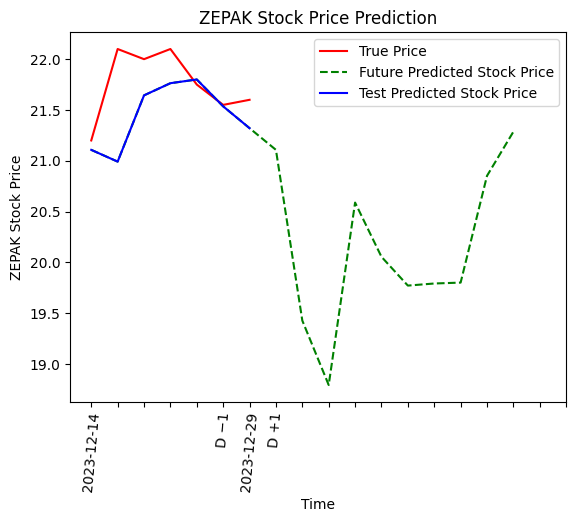 ZEPAK Stock Price Prediction
True Price
Future Predicted Stock Price
Test Predicted Stock Price
ZEPAK Stock Price
22.0
21.5
21.0
20.5
20.0
19.5
19.0
2023-12-14
D −1
2023-12-29
D +1
Time